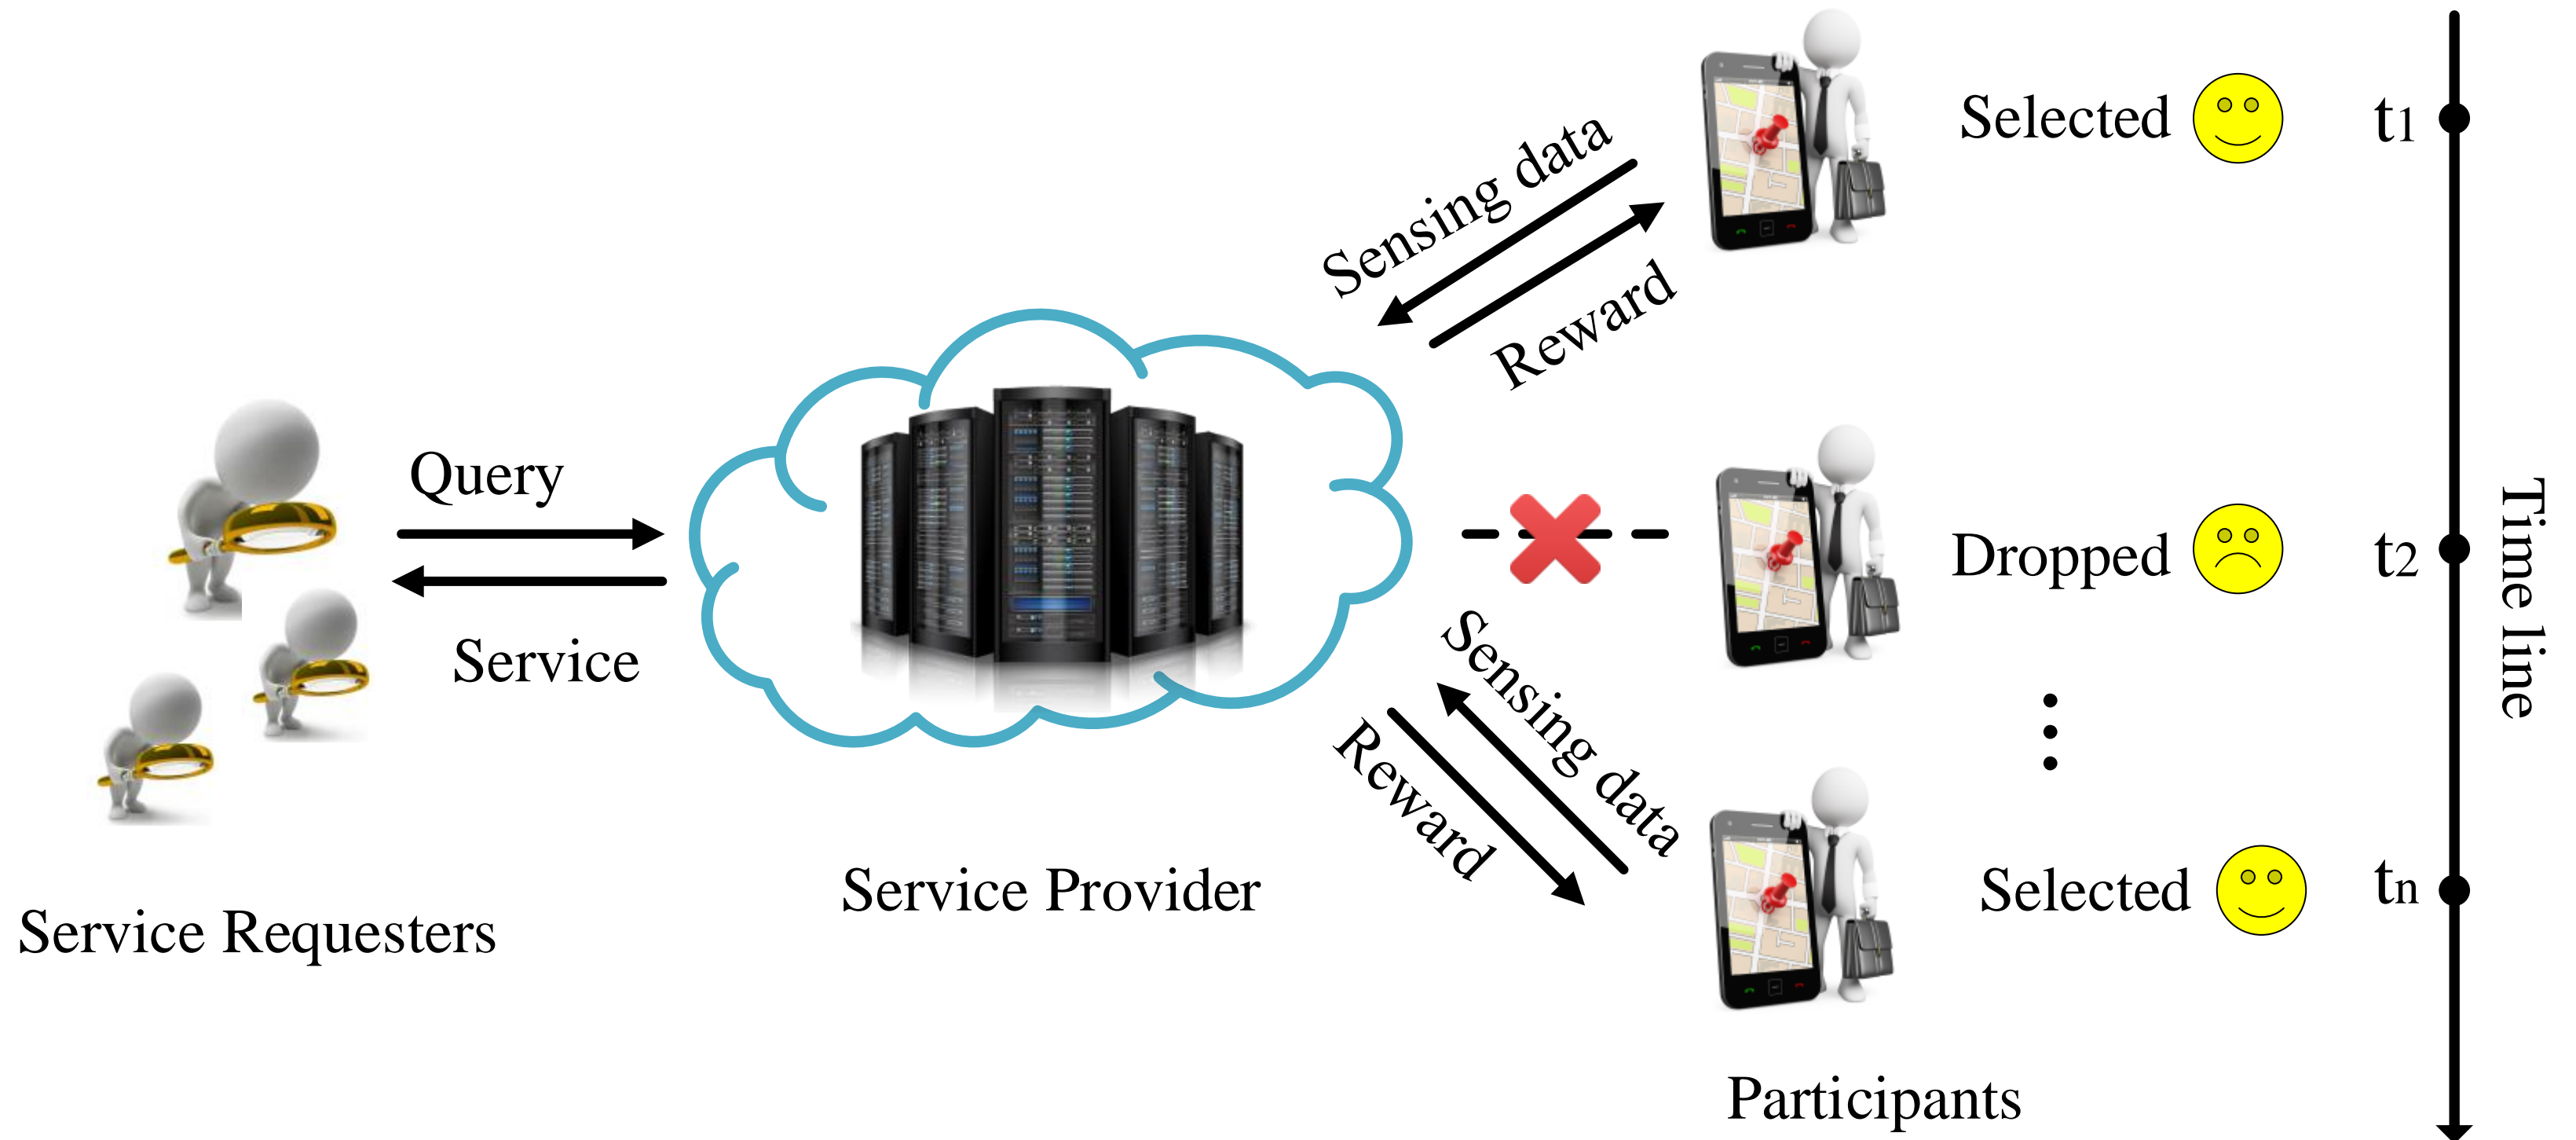 Sensing data
Reward
Selected
t1
Query
Service
Dropped
t2
Time line
Sensing data
Reward
Selected
tn
Service Requesters
Service Provider
Participants